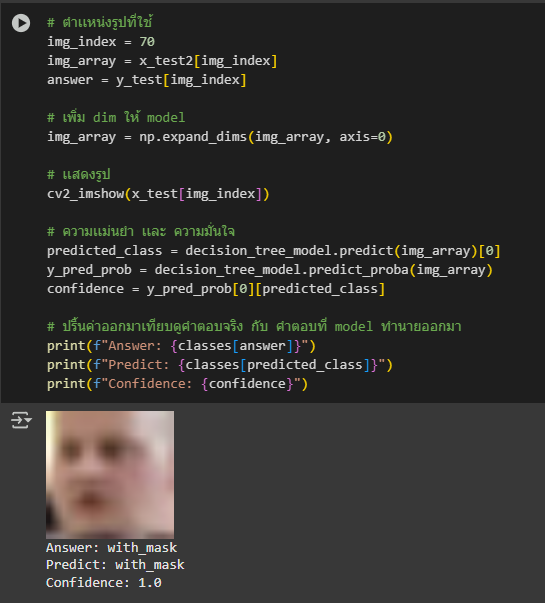 # ตำแหน่งรูปที่ใช้
img_index = 70
img_array = x_test2[img_index]
answer = y_test[img_index]
# เพิ่ม dim ให้ model
img_array = np.expand_dims(img_array, axis=0)
# แสดงรูป
cv2_imshow(x_test[img_index])
# ความแม่นยำ และ ความมั่นใจ
predicted_class = decision_tree_model.predict(img_array)[0]
y_pred_prob = decision_tree_model.predict_proba(img_array)
confidence = y_pred_prob[0][predicted_class]
# ปริ้นค่าออกมาเทียบดูคำตอบจริง กับ คำตอบที่ model ทำนายออกมา
print(f"Answer: {classes[answer]}")
print(f"Predict: {classes[predicted_class]}")
print(f"Confidence: {confidence}")
Answer: with_mask
Predict: with_mask
Confidence: 1.0